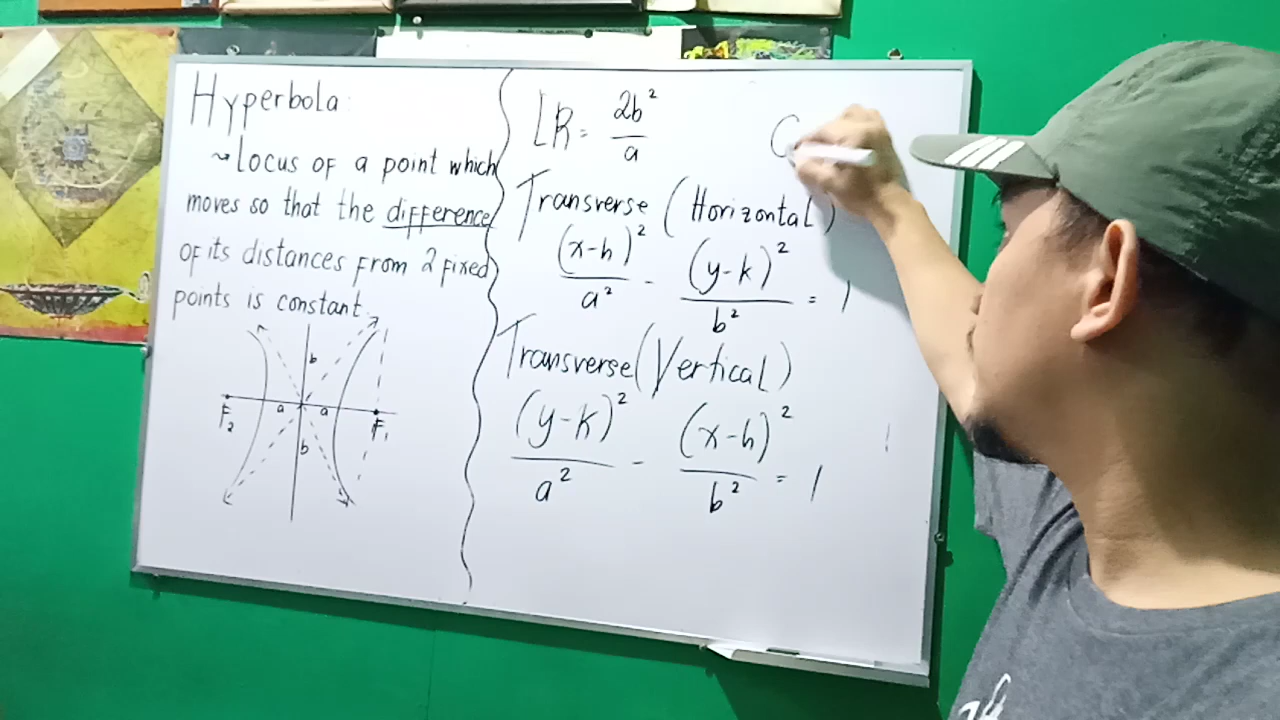 Hyperbola:
~ Locus of a point which
moves so that the difference
of its distances from 2 fixed
points is constant.
b
a a
F₂ F₁
b
LR = 2b²/a
C
Transverse (Horizontal)
(x-h)²/a² - (y-k)²/b² = 1
Transverse (Vertical)
(y-k)²/a² - (x-h)²/b² = 1